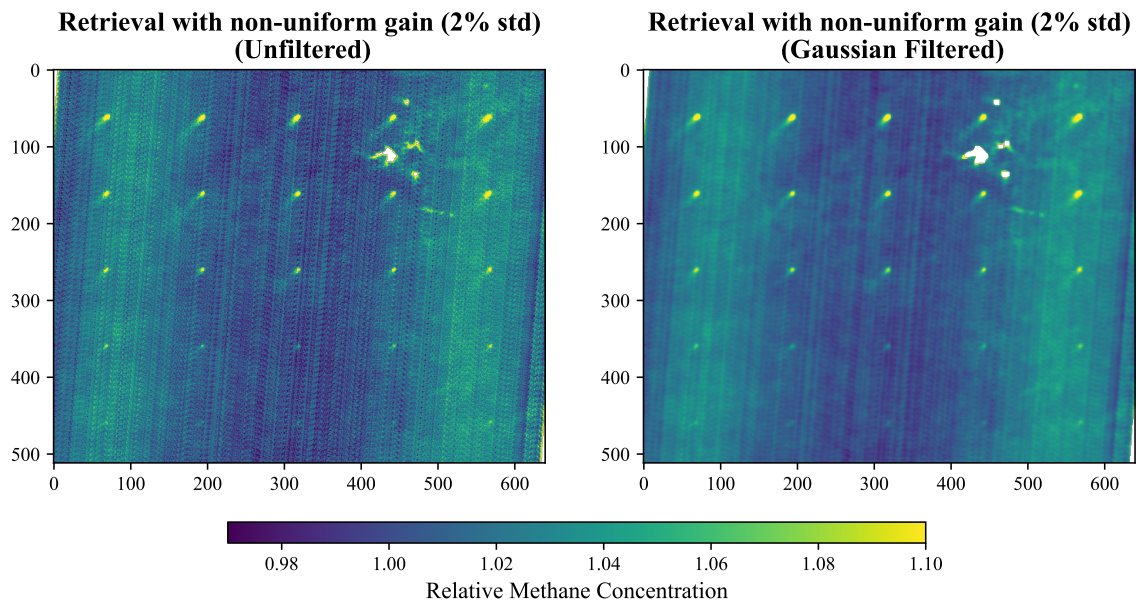 Retrieval with non-uniform gain (2% std)
(Unfiltered)
Retrieval with non-uniform gain (2% std)
(Gaussian Filtered)
0
100
200
300
400
500
0 100 200 300 400 500 600
0
100
200
300
400
500
0 100 200 300 400 500 600
0.98 1.00 1.02 1.04 1.06 1.08 1.10
Relative Methane Concentration